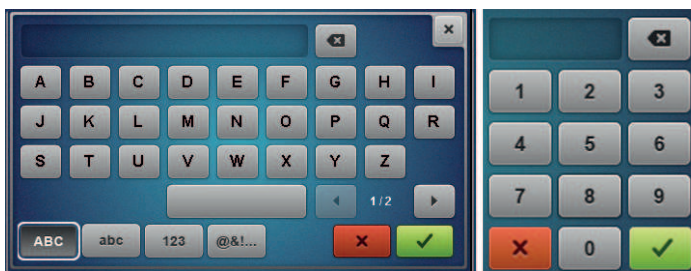 A B C D E F G H I
J K L M N O P Q R
S T U V W X Y Z
1/2
ABC abc 123 @&!...
1 2 3
4 5 6
7 8 9
0